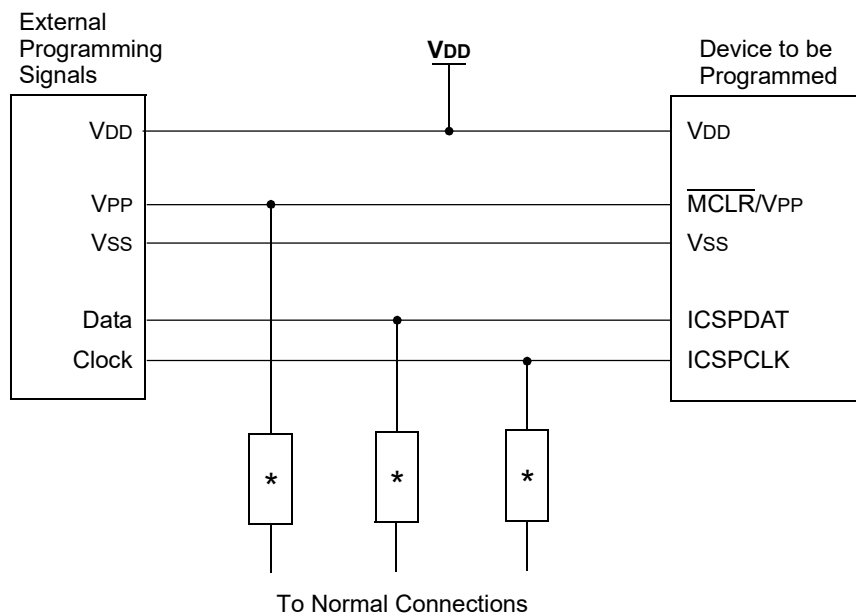 External
Programming
Signals
VDD
Device to be
Programmed
VDD
VDD
VPP
MCLR/VPP
VSS
VSS
Data
ICSPDAT
Clock
ICSPCLK
* * *
To Normal Connections